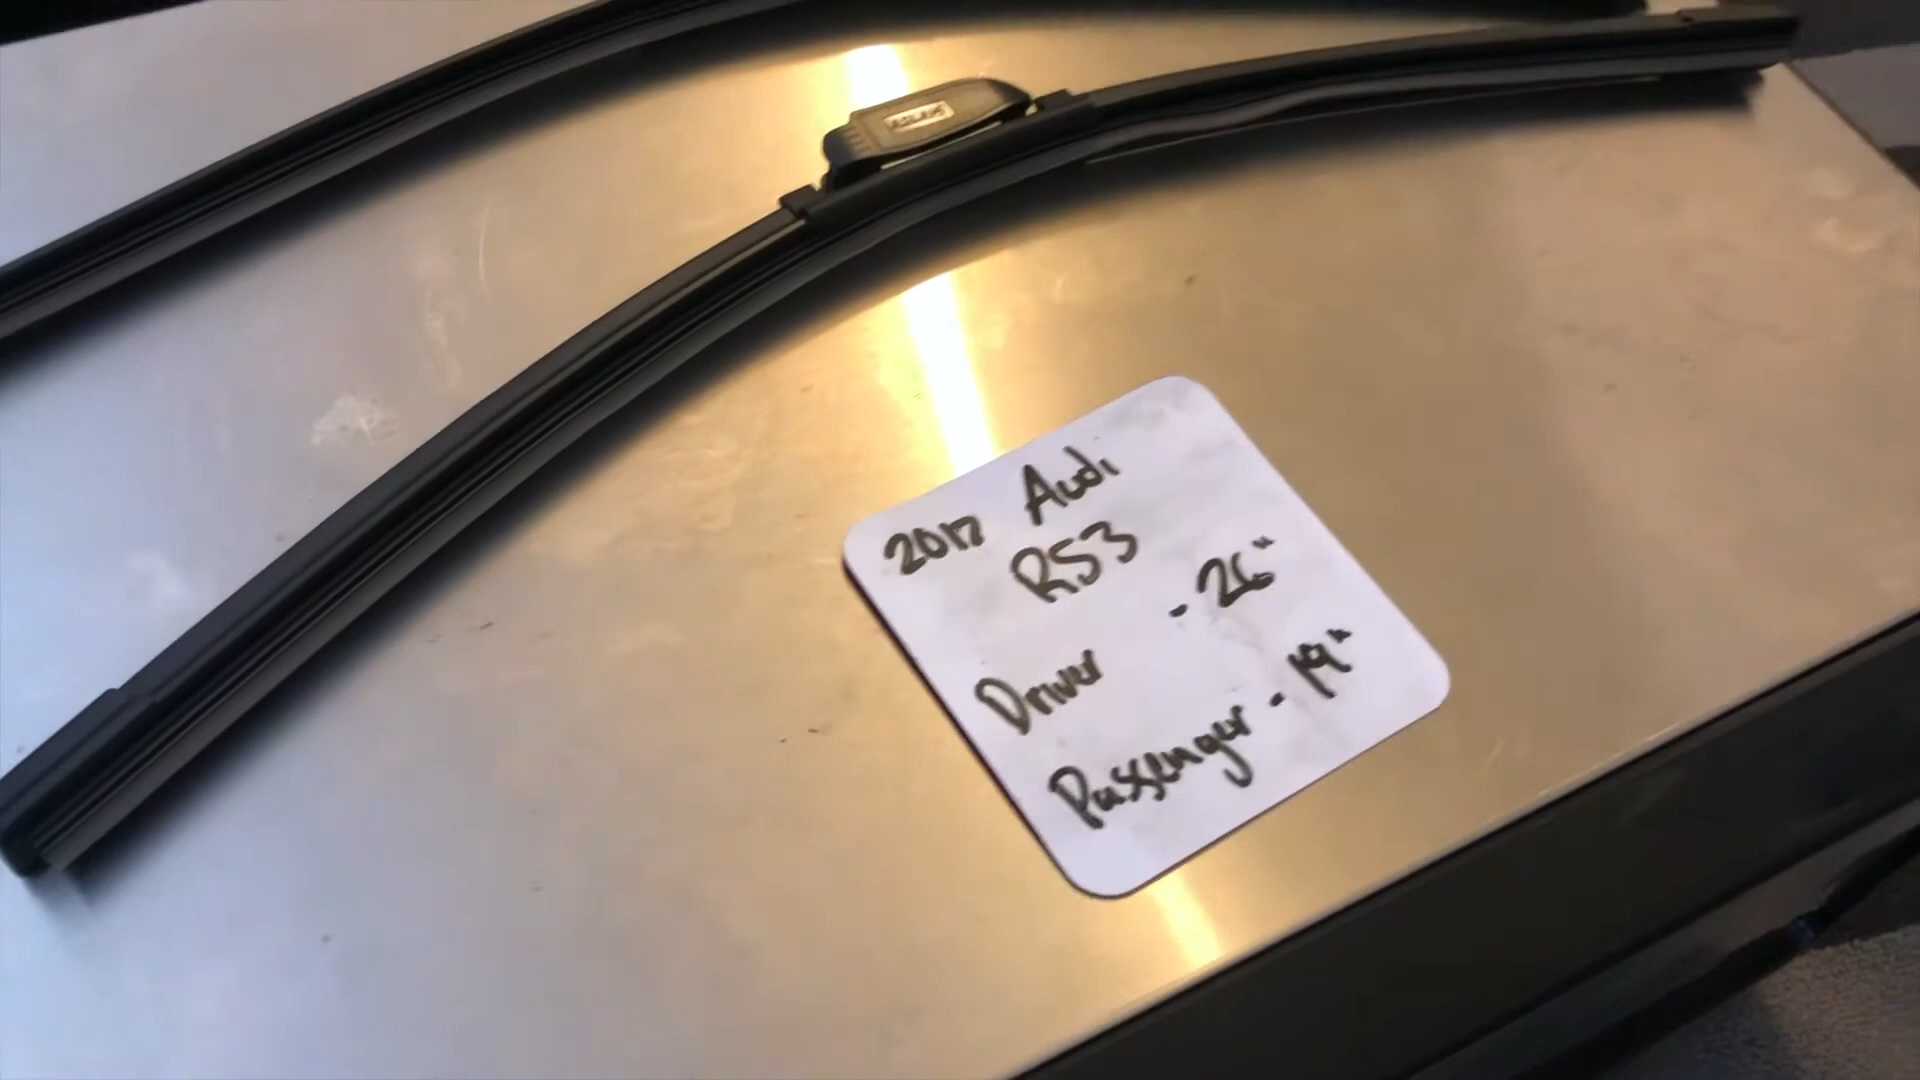 2017 Audi
RS3
Driver - 26"
Passenger - 19"